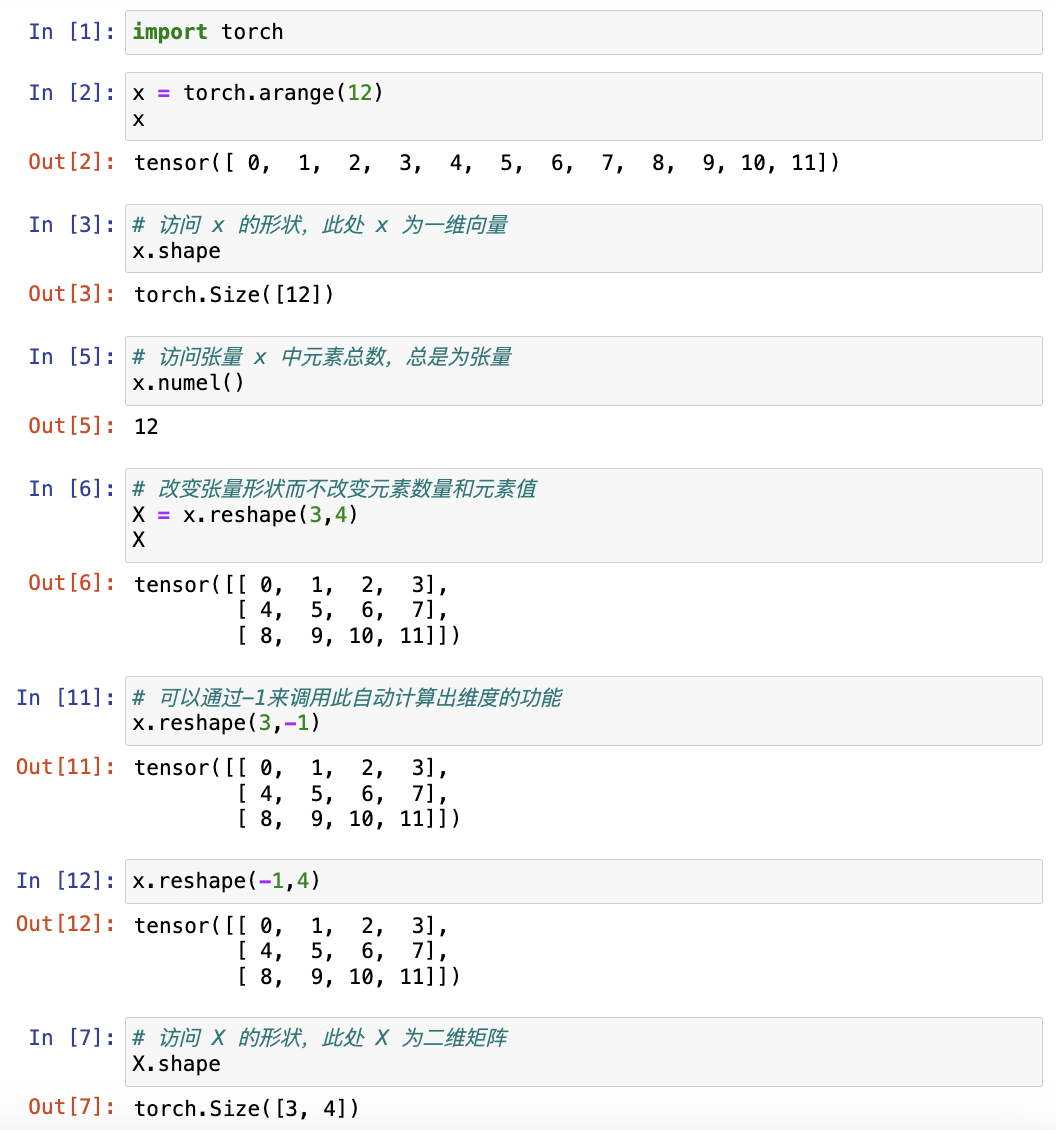 In [1]: import torch
In [2]: x = torch.arange(12)
x
Out[2]: tensor([ 0,  1,  2,  3,  4,  5,  6,  7,  8,  9, 10, 11])
In [3]: # 访问 x 的形状，此处 x 为一维向量
x.shape
Out[3]: torch.Size([12])
In [5]: # 访问张量 x 中元素总数，总是为张量
x.numel()
Out[5]: 12
In [6]: # 改变张量形状而不改变元素数量和元素值
X = x.reshape(3,4)
X
Out[6]: tensor([[ 0,  1,  2,  3],
        [ 4,  5,  6,  7],
        [ 8,  9, 10, 11]])
In [11]: # 可以通过-1来调用此自动计算出维度的功能
x.reshape(3,-1)
Out[11]: tensor([[ 0,  1,  2,  3],
        [ 4,  5,  6,  7],
        [ 8,  9, 10, 11]])
In [12]: x.reshape(-1,4)
Out[12]: tensor([[ 0,  1,  2,  3],
        [ 4,  5,  6,  7],
        [ 8,  9, 10, 11]])
In [7]: # 访问 X 的形状，此处 X 为二维矩阵
X.shape
Out[7]: torch.Size([3, 4])